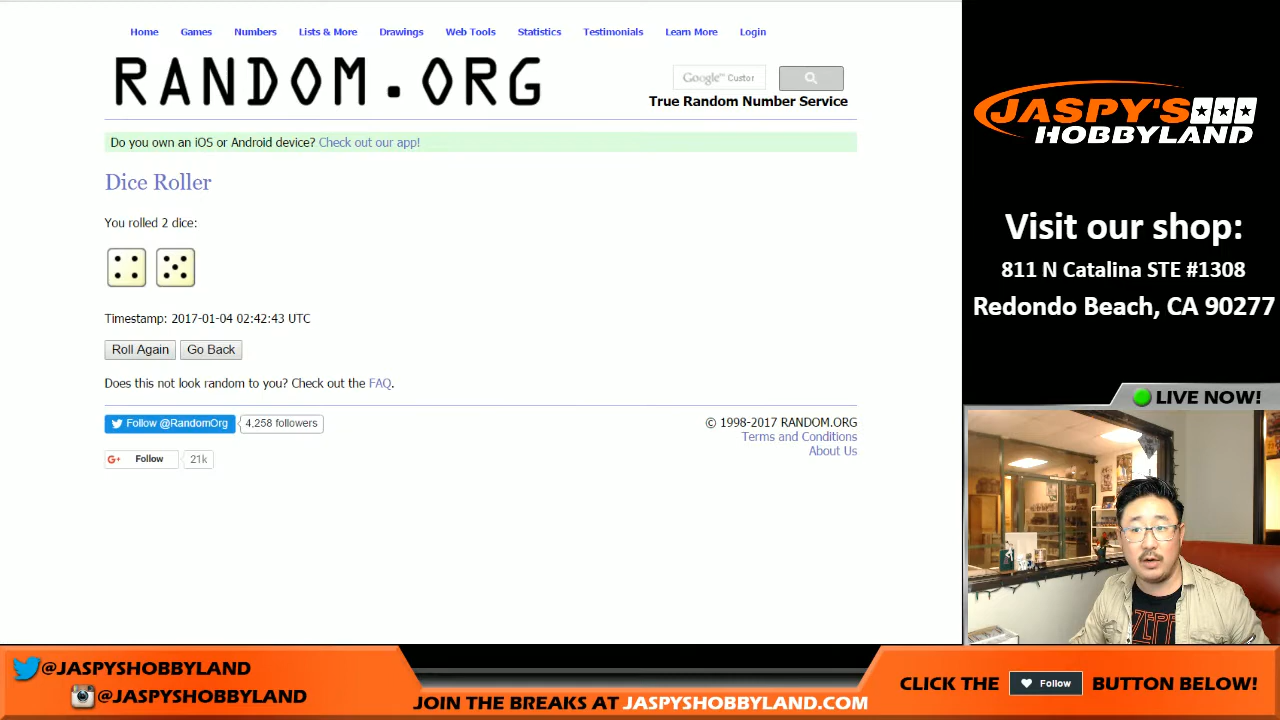 Home Games Numbers Lists & More Drawings Web Tools Statistics Testimonials Learn More Login
RANDOM.ORG
Google™ Custor
True Random Number Service
Do you own an iOS or Android device? Check out our app!
Dice Roller
You rolled 2 dice:
Timestamp: 2017-01-04 02:42:43 UTC
Roll Again Go Back
Does this not look random to you? Check out the FAQ.
Follow @RandomOrg 4,258 followers
G+ Follow 21k
© 1998-2017 RANDOM.ORG
Terms and Conditions
About Us
JASPY'S
HOBBYLAND
Visit our shop:
811 N Catalina STE #1308
Redondo Beach, CA 90277
LIVE NOW!
@JASPYSHOBBYLAND
@JASPYSHOBBYLAND
JOIN THE BREAKS AT JASPYSHOBBYLAND.COM
CLICK THE Follow BUTTON BELOW!